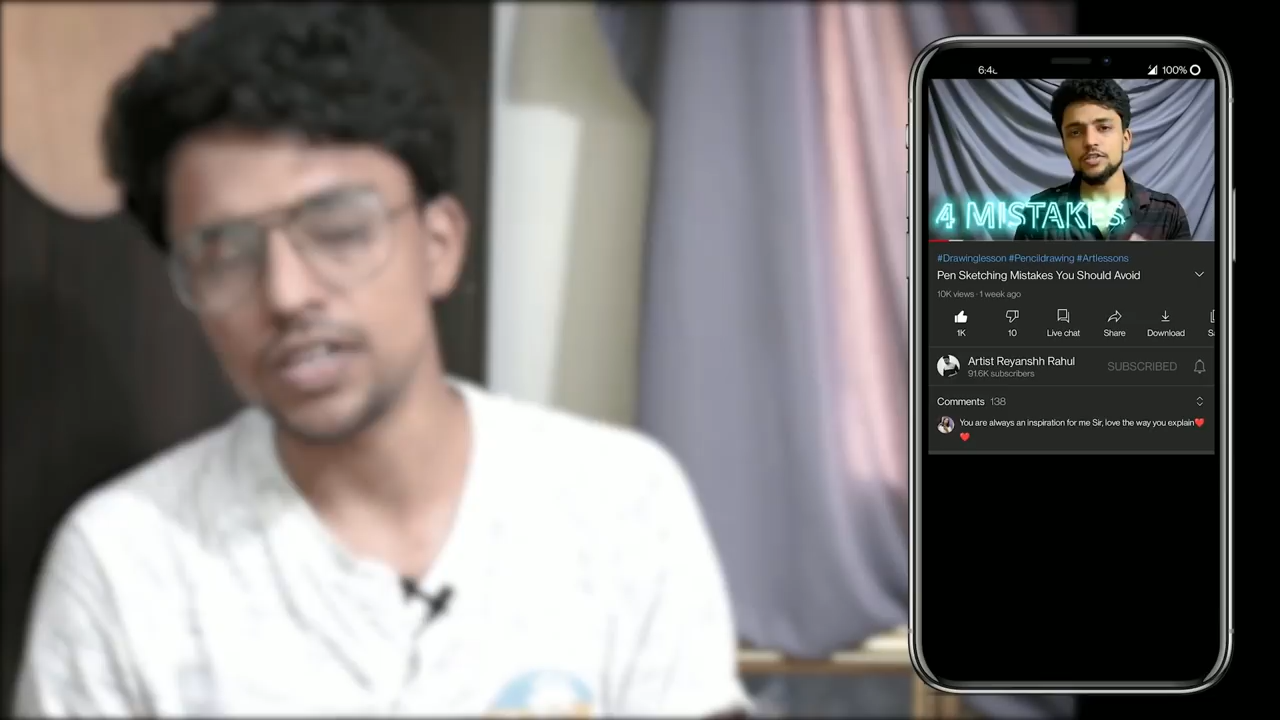 100%
4 MISTAKES
#Drawinglesson #Pencildrawing #Artlessons
Pen Sketching Mistakes You Should Avoid
10K views · 1 week ago
1K
10
Live chat
Share
Download
Artist Reyanshh Rahul
91.6K subscribers
SUBSCRIBED
Comments 138
You are always an inspiration for me Sir, love the way you explain❤️
❤️